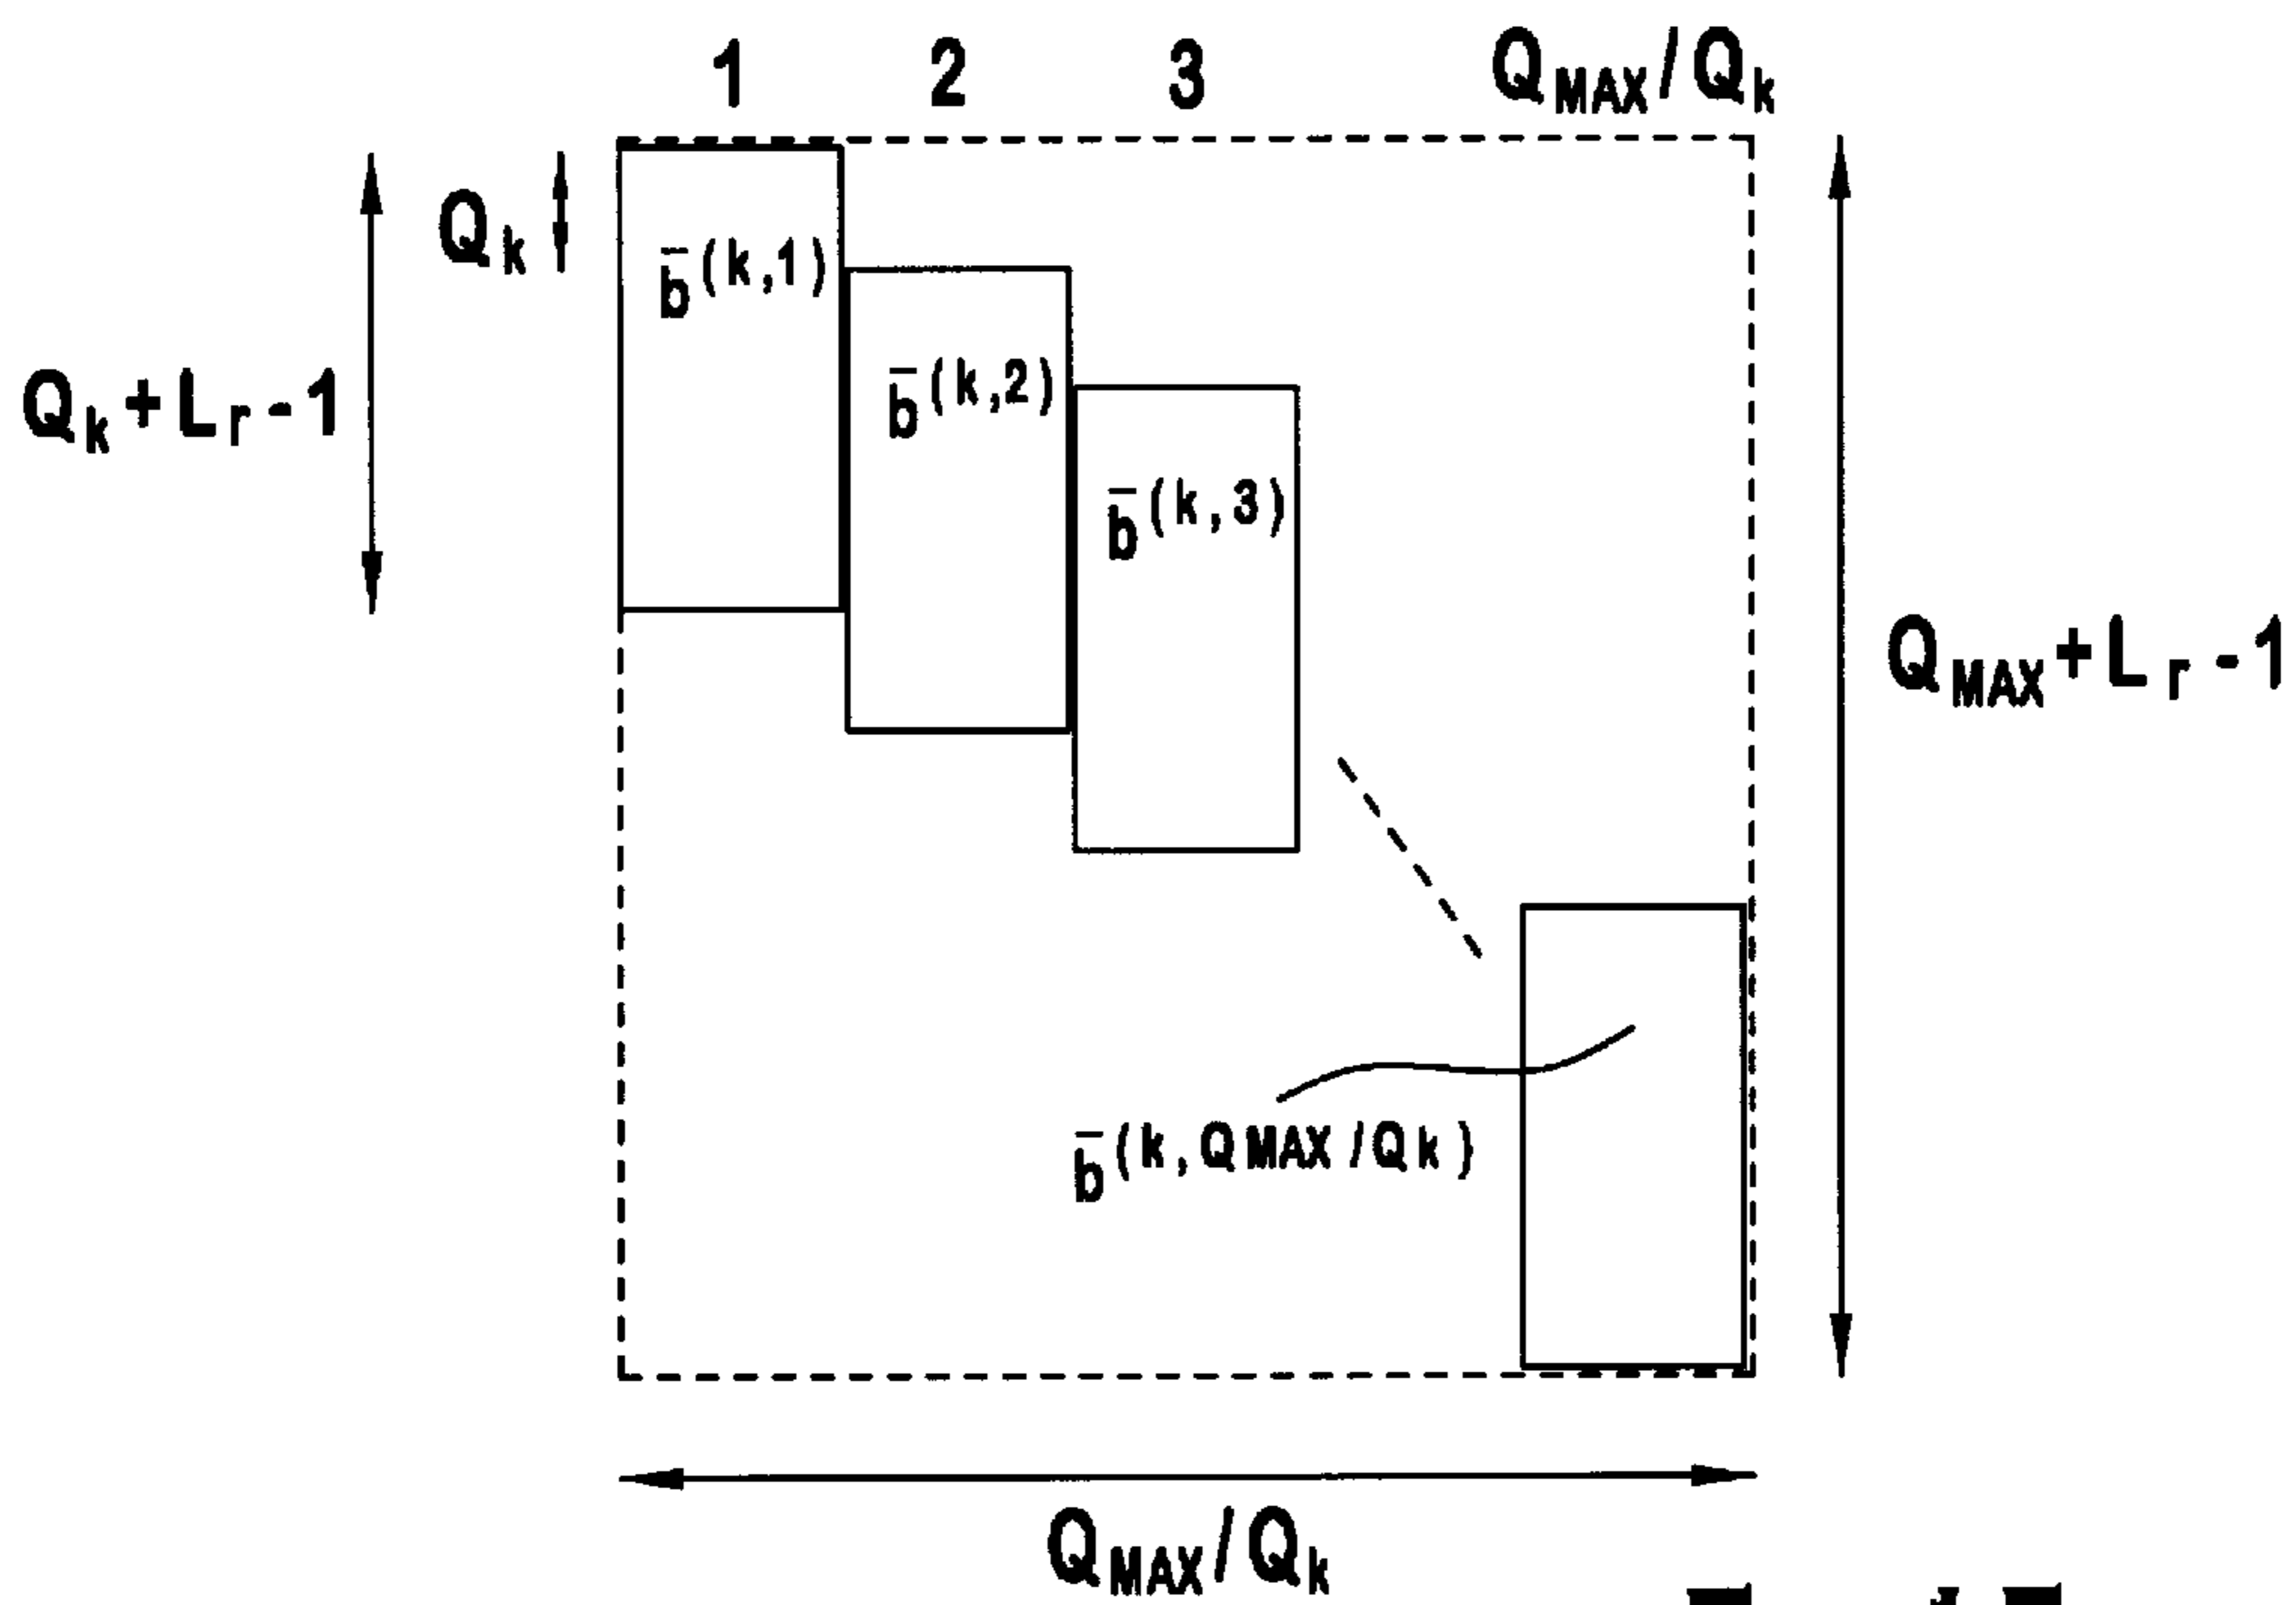 1 2 3 Q_MAX/Q_k
Q_k
b̄^(k,1)
b̄^(k,2)
Q_k+L_r-1
b̄^(k,3)
Q_MAX+L_r-1
b̄^(k,QMAX/Qk)
Q_MAX/Q_k